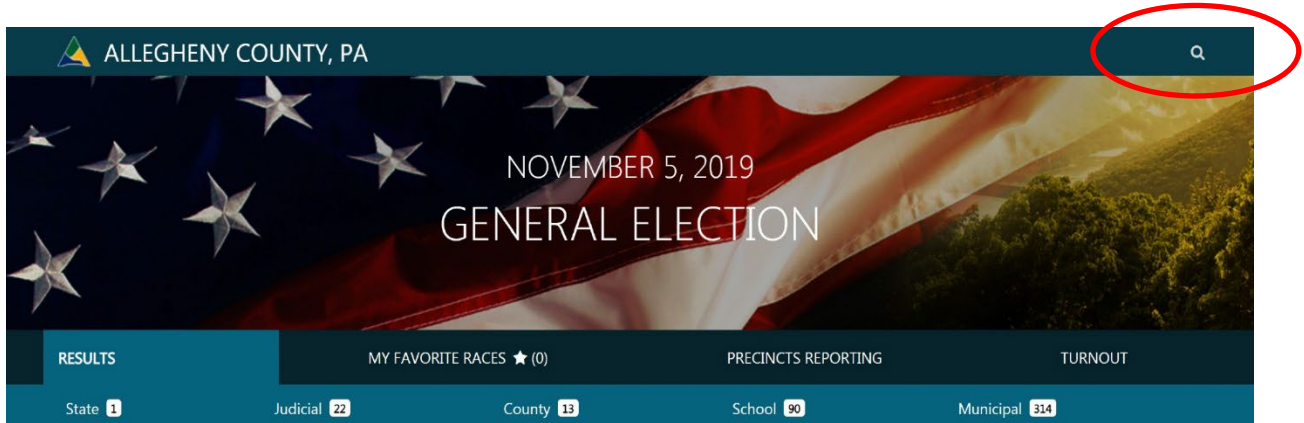 ALLEGHENY COUNTY, PA
NOVEMBER 5, 2019
GENERAL ELECTION
RESULTS MY FAVORITE RACES ★ (0) PRECINCTS REPORTING TURNOUT
State 1 Judicial 22 County 13 School 90 Municipal 314